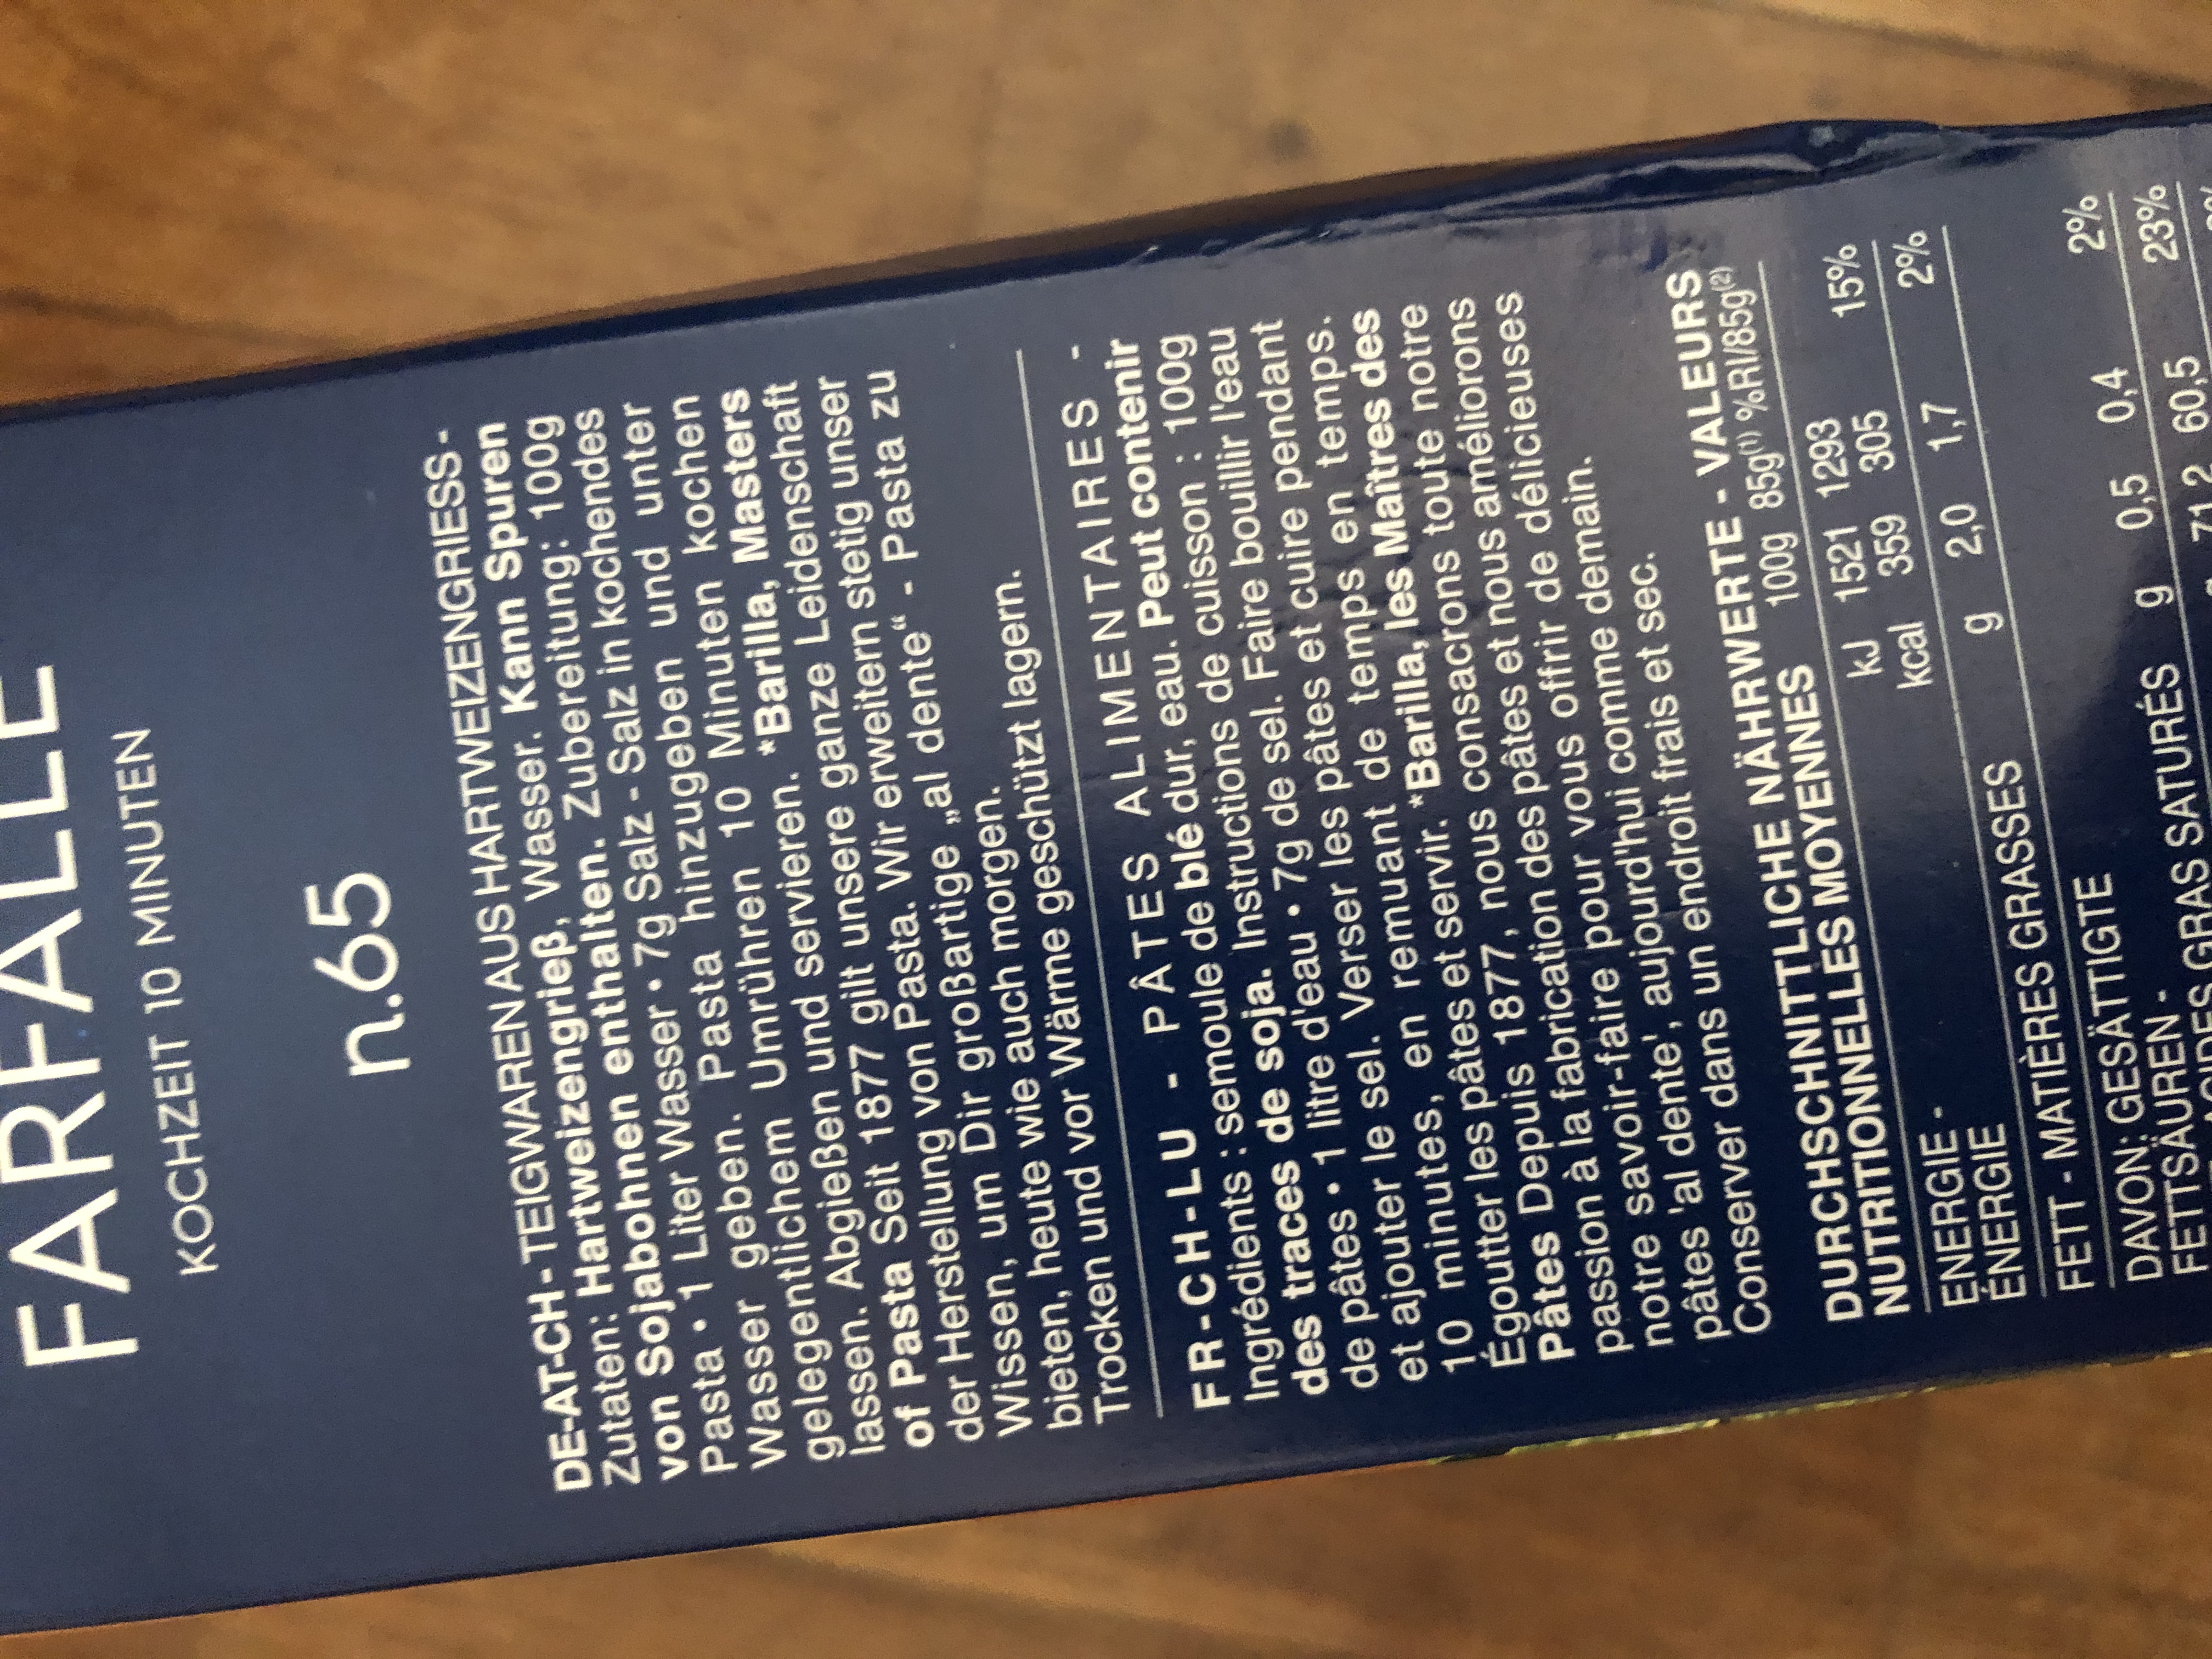 FARFALLE
KOCHZEIT 10 MINUTEN
n.65
DE-AT-CH - TEIGWAREN AUS HARTWEIZENGRIESS -
Zutaten: Hartweizengrieß, Wasser. Kann Spuren
von Sojabohnen enthalten. Zubereitung: 100g
Pasta • 1 Liter Wasser • 7g Salz - Salz in kochendes
Wasser geben. Pasta hinzugeben und unter
gelegentlichem Umrühren 10 Minuten kochen
lassen. Abgießen und servieren. *Barilla, Masters
of Pasta Seit 1877 gilt unsere ganze Leidenschaft
der Herstellung von Pasta. Wir erweitern stetig unser
Wissen, um Dir großartige „al dente“ - Pasta zu
bieten, heute wie auch morgen.
Trocken und vor Wärme geschützt lagern.
FR-CH-LU - PÂTES ALIMENTAIRES -
Ingrédients : semoule de blé dur, eau. Peut contenir
des traces de soja. Instructions de cuisson : 100g
de pâtes • 1 litre d'eau • 7g de sel. Faire bouillir l'eau
et ajouter le sel. Verser les pâtes et cuire pendant
10 minutes, en remuant de temps en temps.
Égoutter les pâtes et servir. *Barilla, les Maîtres des
Pâtes Depuis 1877, nous consacrons toute notre
passion à la fabrication des pâtes et nous améliorons
notre savoir-faire pour vous offrir de délicieuses
pâtes 'al dente', aujourd'hui comme demain.
Conserver dans un endroit frais et sec.
DURCHSCHNITTLICHE NÄHRWERTE - VALEURS
NUTRITIONNELLES MOYENNES 100g 85g(1) %RI/85g(2)
ENERGIE - kJ 1521 1293
ÉNERGIE kcal 359 305 15%
FETT - MATIÈRES GRASSES g 2,0 1,7 2%
DAVON: GESÄTTIGTE
FETTSÄUREN -
ACIDES GRAS SATURÉS g 0,5 0,4 2%
71,2 60,5 23%